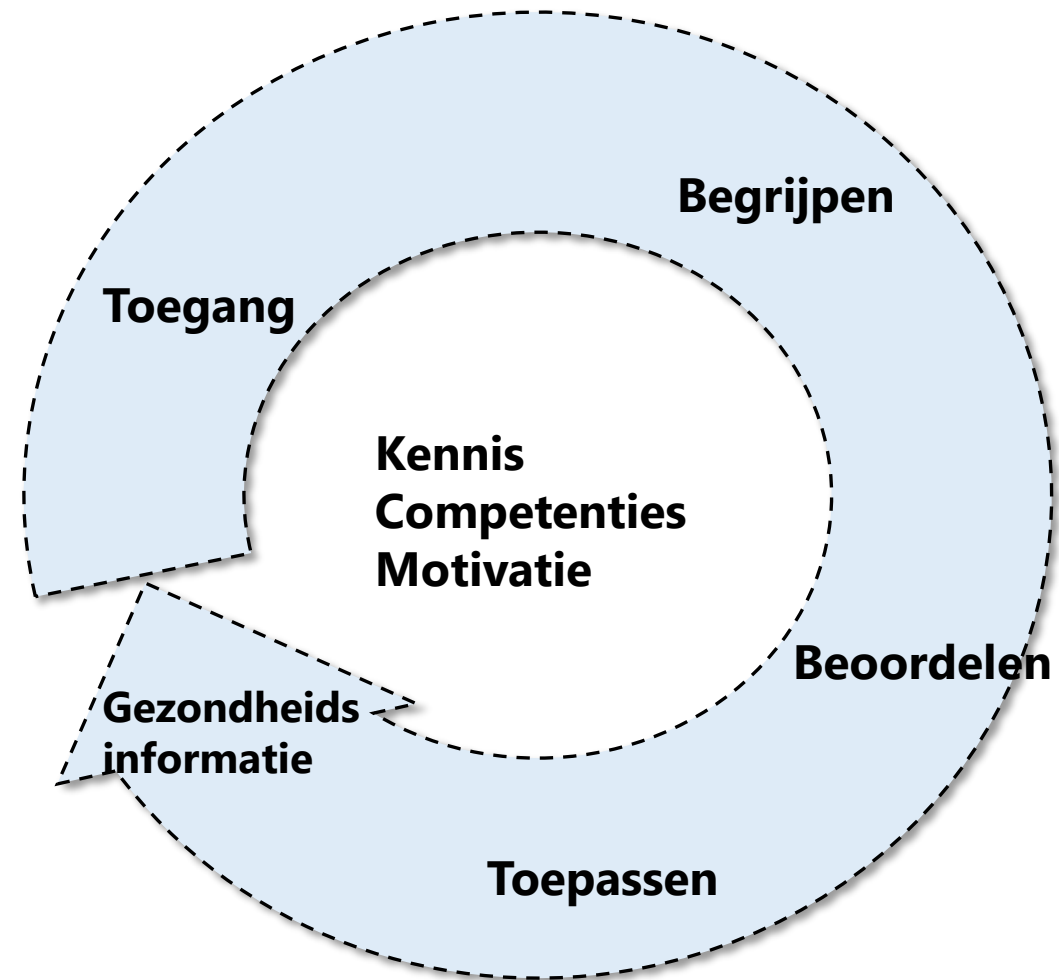 Begrijpen
Toegang
Kennis
Competenties
Motivatie
Beoordelen
Gezondheids
informatie
Toepassen